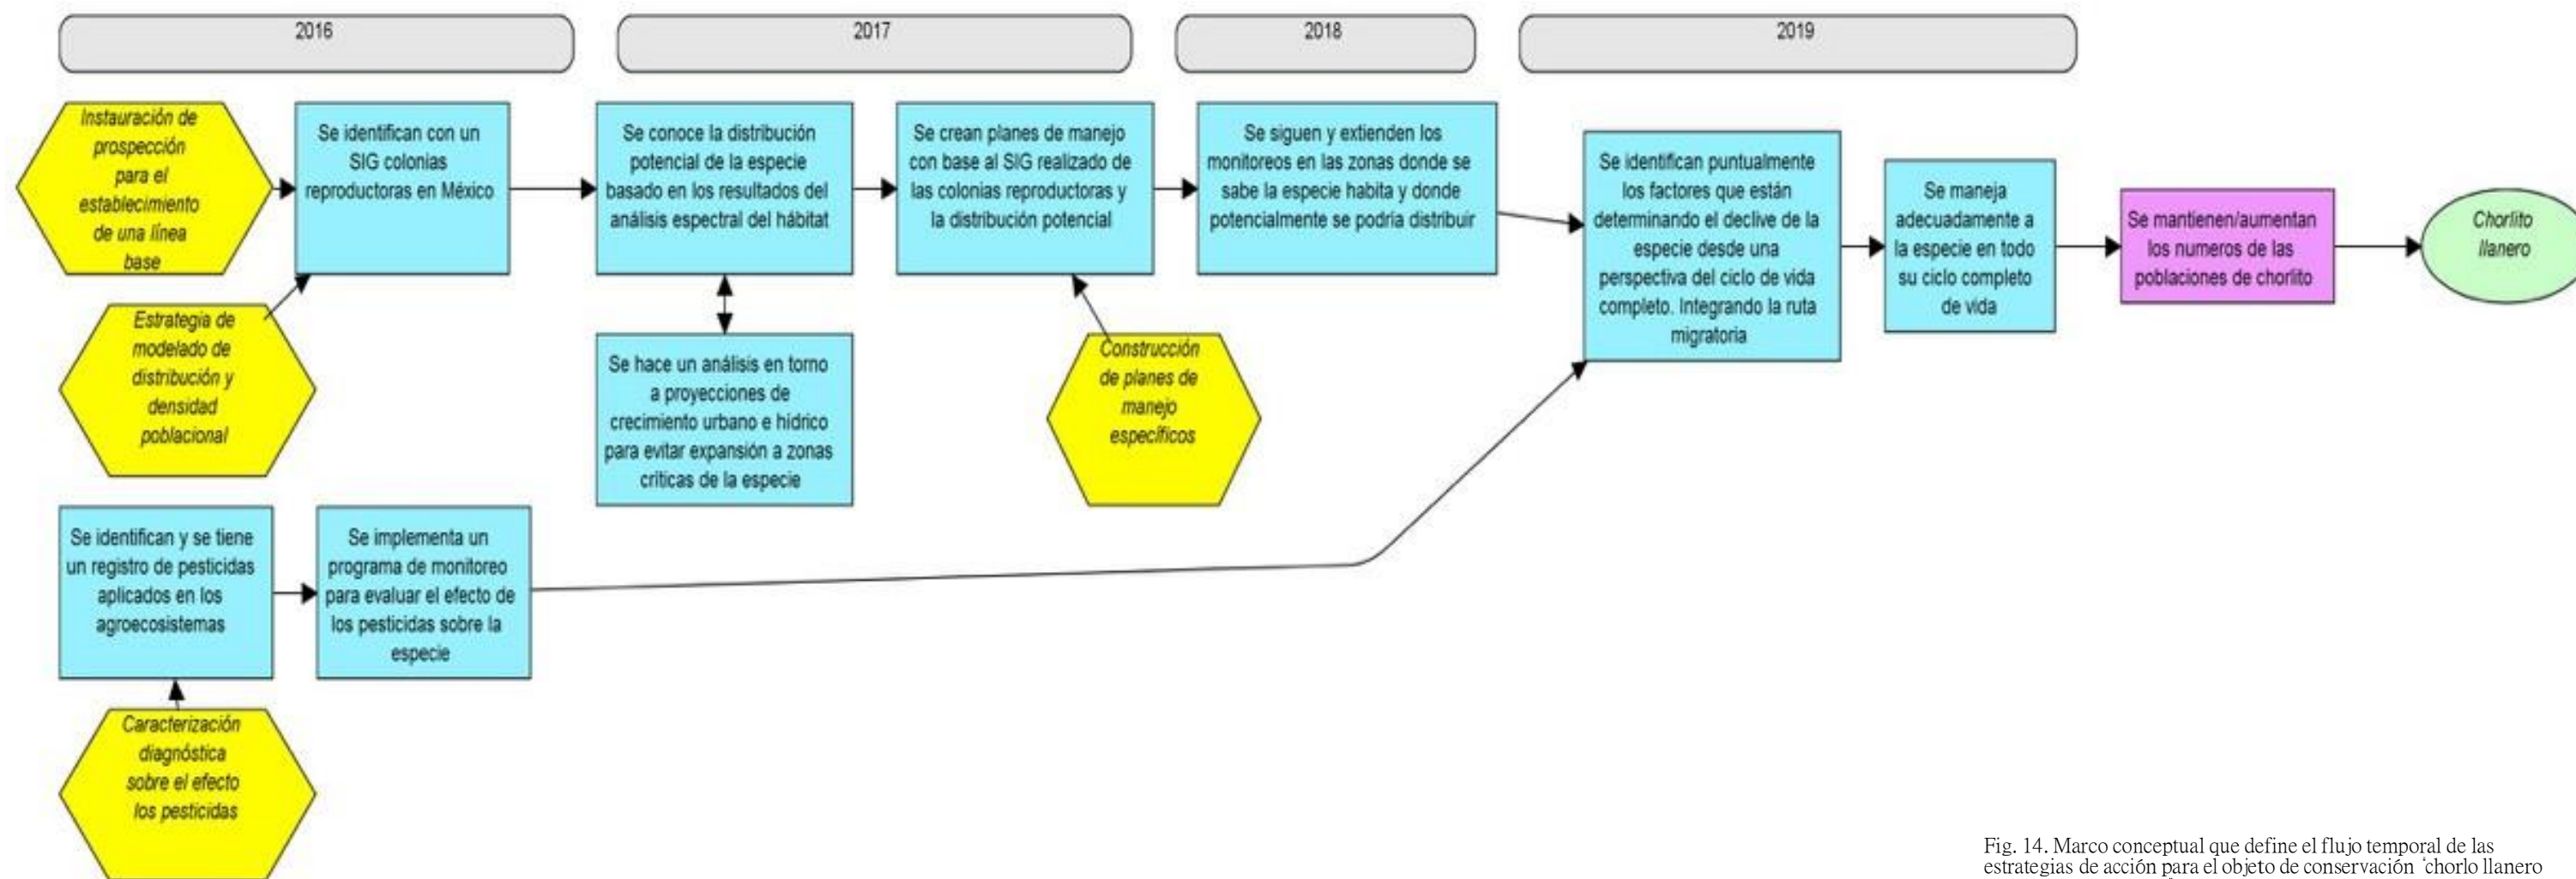 2016
2017
2018
2019
Instauración de
prospección
para el
establecimiento
de una línea
base
Se identifican con un
SIG colonias
reproductoras en México
Se conoce la distribución
potencial de la especie
basado en los resultados del
análisis espectral del hábitat
Se crean planes de manejo
con base al SIG realizado de
las colonias reproductoras y
la distribución potencial
Se siguen y extienden los
monitoreos en las zonas donde se
sabe la especie habita y donde
potencialmente se podría distribuir
Se identifican puntualmente
los factores que están
determinando el declive de la
especie desde una
perspectiva del ciclo de vida
completo. Integrando la ruta
migratoria
Se maneja
adecuadamente a
la especie en todo
su ciclo completo
de vida
Se mantienen/aumentan
los numeros de las
poblaciones de chorlito
Chorlito
llanero
Estrategia de
modelado de
distribución y
densidad
poblacional
Se hace un análisis en torno
a proyecciones de
crecimiento urbano e hídrico
para evitar expansión a zonas
críticas de la especie
Construcción
de planes de
manejo
específicos
Se identifican y se tiene
un registro de pesticidas
aplicados en los
agroecosistemas
Se implementa un
programa de monitoreo
para evaluar el efecto de
los pesticidas sobre la
especie
Caracterización
diagnóstica
sobre el efecto
los pesticidas
Fig. 14. Marco conceptual que define el flujo temporal de las
estrategias de acción para el objeto de conservación ‘chorlo llanero